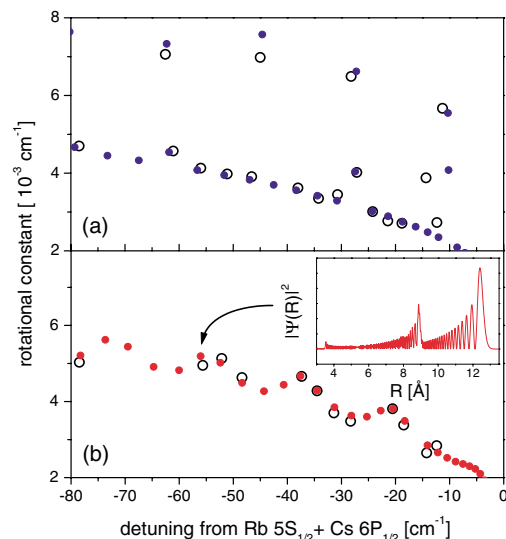 8
6
4
2
rotational constant [ 10⁻³ cm⁻¹]
(a)
6
4
2
(b)
|Ψ(R)|²
4 6 8 10 12
R [Å]
-80 -70 -60 -50 -40 -30 -20 -10 0
detuning from Rb 5S₁/₂+ Cs 6P₁/₂ [cm⁻¹]